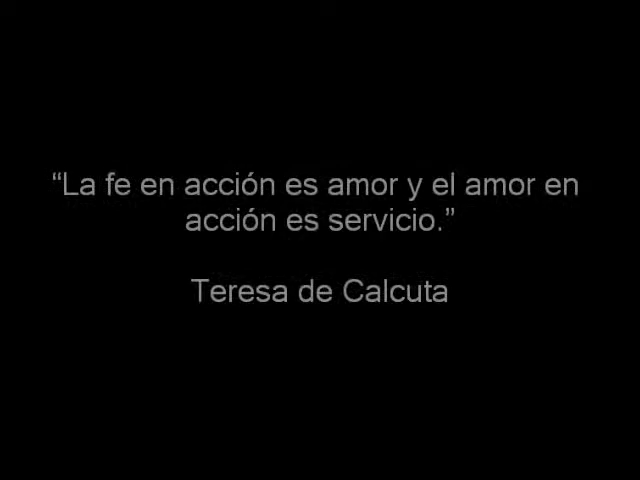 “La fe en acción es amor y el amor en
acción es servicio.”
Teresa de Calcuta